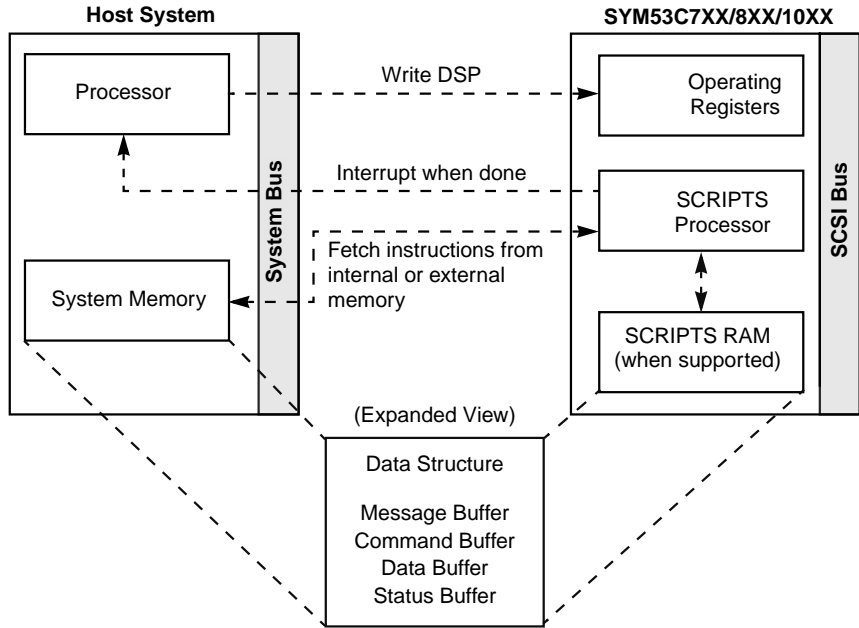 Host System
SYM53C7XX/8XX/10XX
Processor
Write DSP
Operating
Registers
System Bus
Interrupt when done
SCRIPTS
Processor
SCSI Bus
Fetch instructions from
internal or external
memory
System Memory
SCRIPTS RAM
(when supported)
(Expanded View)
Data Structure
Message Buffer
Command Buffer
Data Buffer
Status Buffer